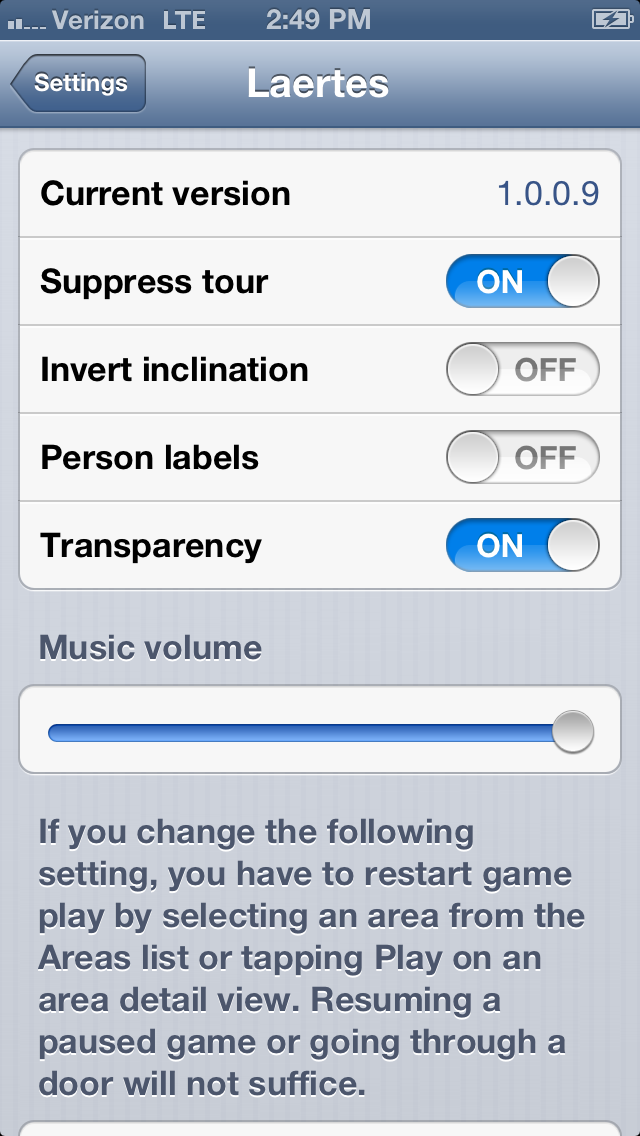 Verizon LTE 2:49 PM
Settings
Laertes
Current version 1.0.0.9
Suppress tour ON
Invert inclination OFF
Person labels OFF
Transparency ON
Music volume
If you change the following
setting, you have to restart game
play by selecting an area from the
Areas list or tapping Play on an
area detail view. Resuming a
paused game or going through a
door will not suffice.